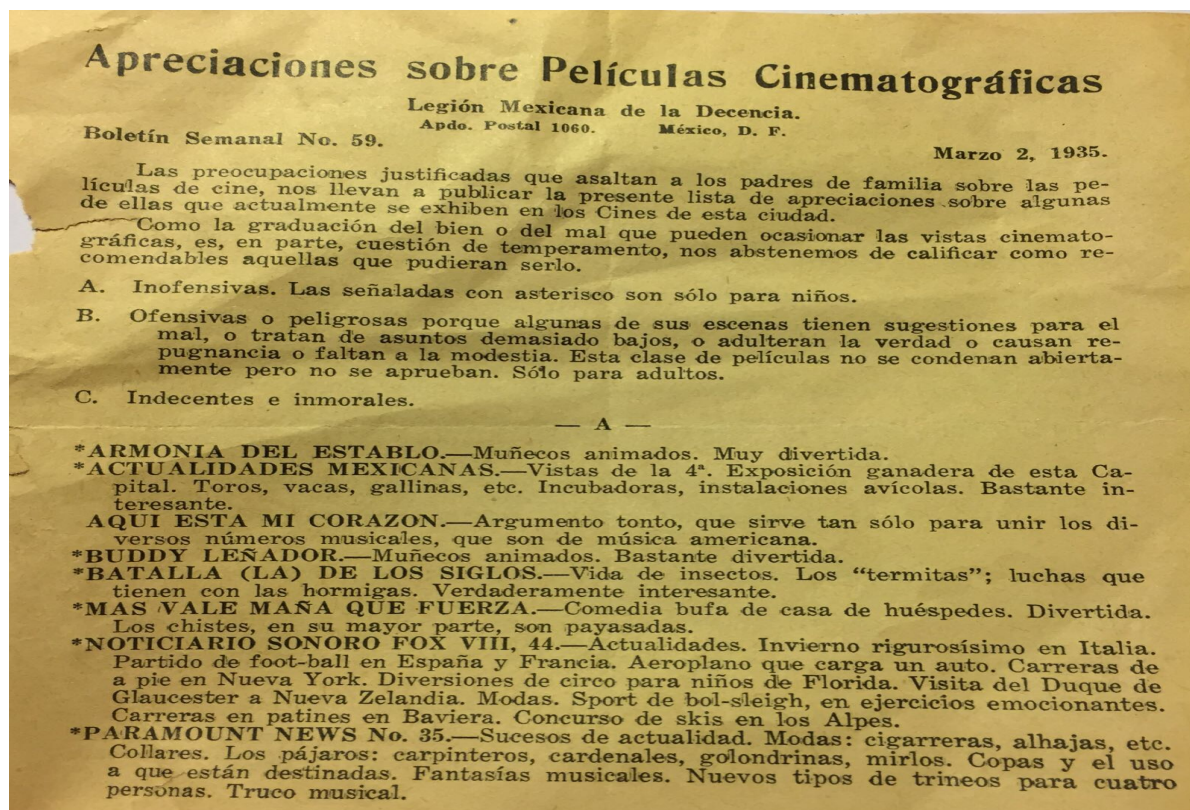 Apreciaciones sobre Películas Cinematográficas
Legión Mexicana de la Decencia.
Apdo. Postal 1060. México, D. F.
Boletín Semanal No. 59.
Marzo 2, 1935.
Las preocupaciones justificadas que asaltan a los padres de familia sobre las pe-
lículas de cine, nos llevan a publicar la presente lista de apreciaciones sobre algunas
de ellas que actualmente se exhiben en los Cines de esta ciudad.
Como la graduación del bien o del mal que pueden ocasionar las vistas cinemato-
gráficas, es, en parte, cuestión de temperamento, nos abstenemos de calificar como re-
comendables aquellas que pudieran serlo.
A. Inofensivas. Las señaladas con asterisco son sólo para niños.
B. Ofensivas o peligrosas porque algunas de sus escenas tienen sugestiones para el
mal, o tratan de asuntos demasiado bajos, o adulteran la verdad o causan re-
pugnancia o faltan a la modestia. Esta clase de películas no se condenan abierta-
mente pero no se aprueban. Sólo para adultos.
C. Indecentes e inmorales.
— A —
*ARMONIA DEL ESTABLO.—Muñecos animados. Muy divertida.
*ACTUALIDADES MEXICANAS.—Vistas de la 4ª. Exposición ganadera de esta Ca-
pital. Toros, vacas, gallinas, etc. Incubadoras, instalaciones avícolas. Bastante in-
teresante.
AQUI ESTA MI CORAZON.—Argumento tonto, que sirve tan sólo para unir los di-
versos números musicales, que son de música americana.
*BUDDY LEÑADOR.—Muñecos animados. Bastante divertida.
*BATALLA (LA) DE LOS SIGLOS.—Vida de insectos. Los “termitas”; luchas que
tienen con las hormigas. Verdaderamente interesante.
*MAS VALE MAÑA QUE FUERZA.—Comedia bufa de casa de huéspedes. Divertida.
Los chistes, en su mayor parte, son payasadas.
*NOTICIARIO SONORO FOX VIII, 44.—Actualidades. Invierno rigurosísimo en Italia.
Partido de foot-ball en España y Francia. Aeroplano que carga un auto. Carreras de
a pie en Nueva York. Diversiones de circo para niños de Florida. Visita del Duque de
Glaucester a Nueva Zelandia. Modas. Sport de bol-sleigh, en ejercicios emocionantes.
Carreras en patines en Baviera. Concurso de skis en los Alpes.
*PARAMOUNT NEWS No. 35.—Sucesos de actualidad. Modas: cigarreras, alhajas, etc.
Collares. Los pájaros: carpinteros, cardenales, golondrinas, mirlos. Copas y el uso
a que están destinadas. Fantasías musicales. Nuevos tipos de trineos para cuatro
personas. Truco musical.